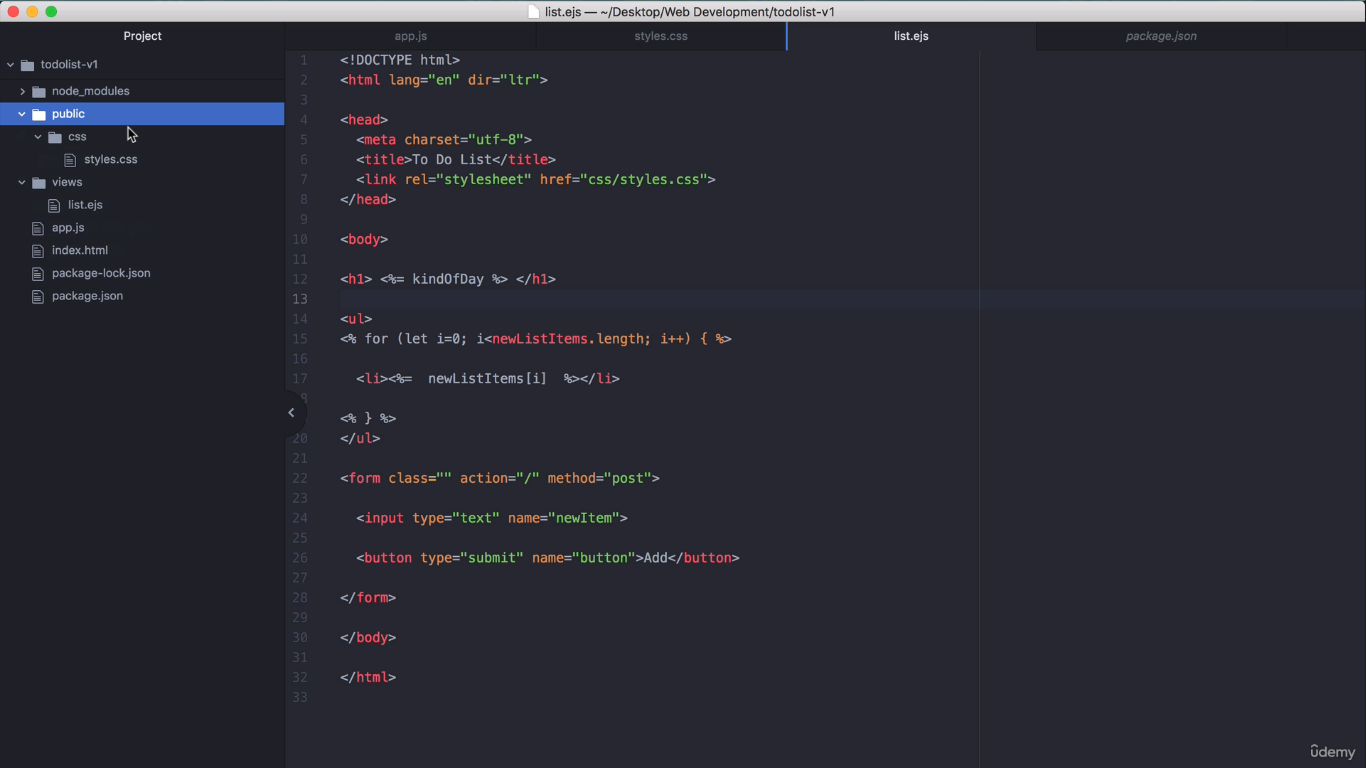 list.ejs — ~/Desktop/Web Development/todolist-v1
Project
app.js
styles.css
list.ejs
package.json
todolist-v1
node_modules
public
css
styles.css
views
list.ejs
app.js
index.html
package-lock.json
package.json
1 <!DOCTYPE html>
2 <html lang="en" dir="ltr">
3
4 <head>
5   <meta charset="utf-8">
6   <title>To Do List</title>
7   <link rel="stylesheet" href="css/styles.css">
8 </head>
9
10 <body>
11
12 <h1> <%= kindOfDay %> </h1>
13
14 <ul>
15 <% for (let i=0; i<newListItems.length; i++) { %>
16
17   <li><%=  newListItems[i]  %></li>
8
<% } %>
20 </ul>
21
22 <form class="" action="/" method="post">
23
24   <input type="text" name="newItem">
25
26   <button type="submit" name="button">Add</button>
27
28 </form>
29
30 </body>
31
32 </html>
33
ûdemy